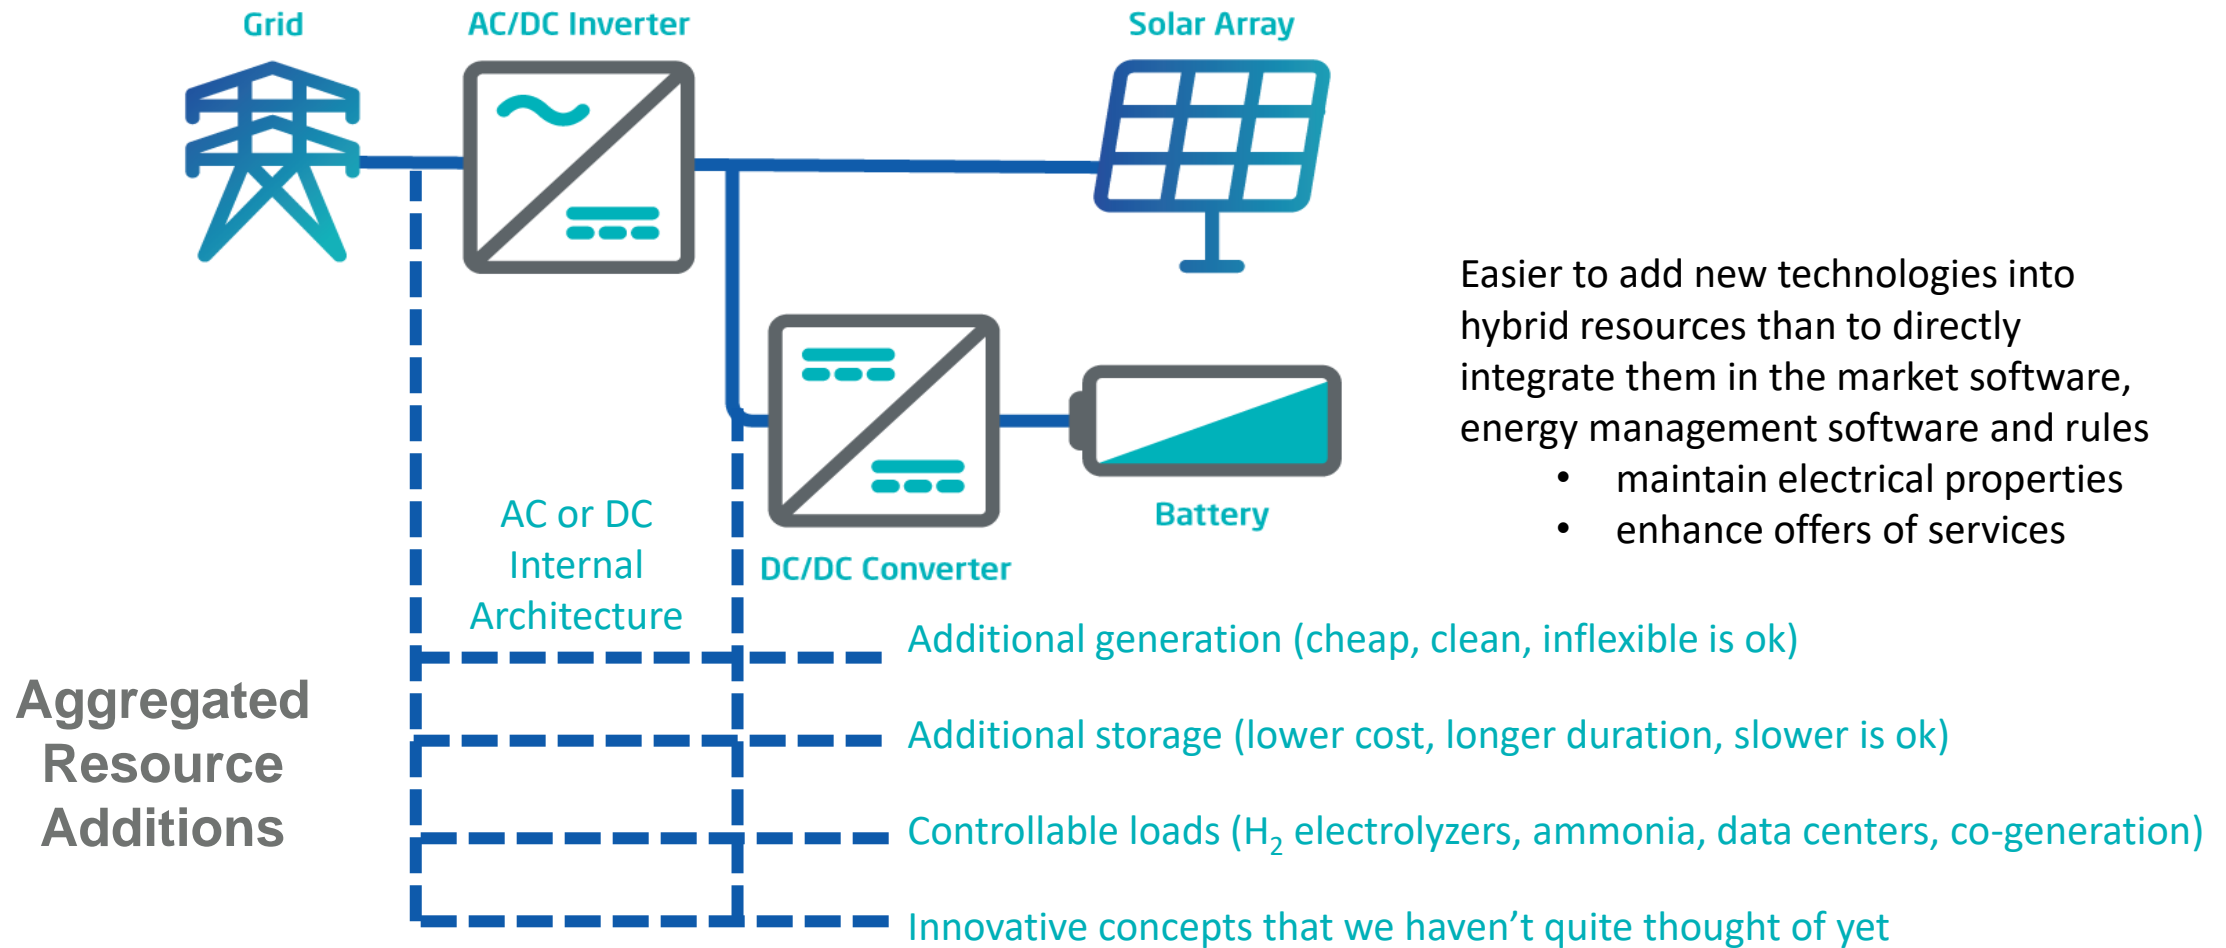 Grid
AC/DC Inverter
Solar Array
Easier to add new technologies into
hybrid resources than to directly
integrate them in the market software,
energy management software and rules
• maintain electrical properties
• enhance offers of services
Battery
DC/DC Converter
AC or DC
Internal
Architecture
Aggregated
Resource
Additions
Additional generation (cheap, clean, inflexible is ok)
Additional storage (lower cost, longer duration, slower is ok)
Controllable loads (H₂ electrolyzers, ammonia, data centers, co-generation)
Innovative concepts that we haven’t quite thought of yet